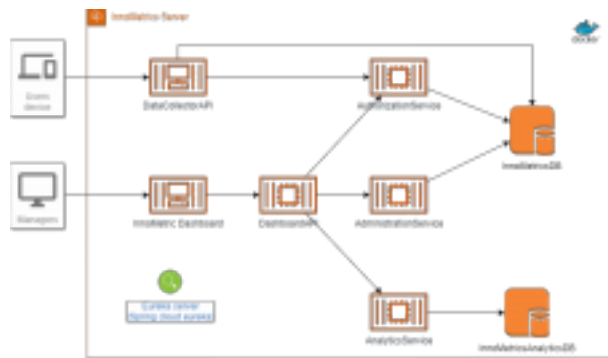 InnoMetrics-Server
docker
Users
device
DataCollectorAPI
AuthorizationService
InnoMetricsDB
Managers
InnoMetric Dashboard
DashboardAPI
AdministrationService
Eureka server
(Spring cloud eureka)
AnalyticsService
InnoMetricsAnalyticsDB